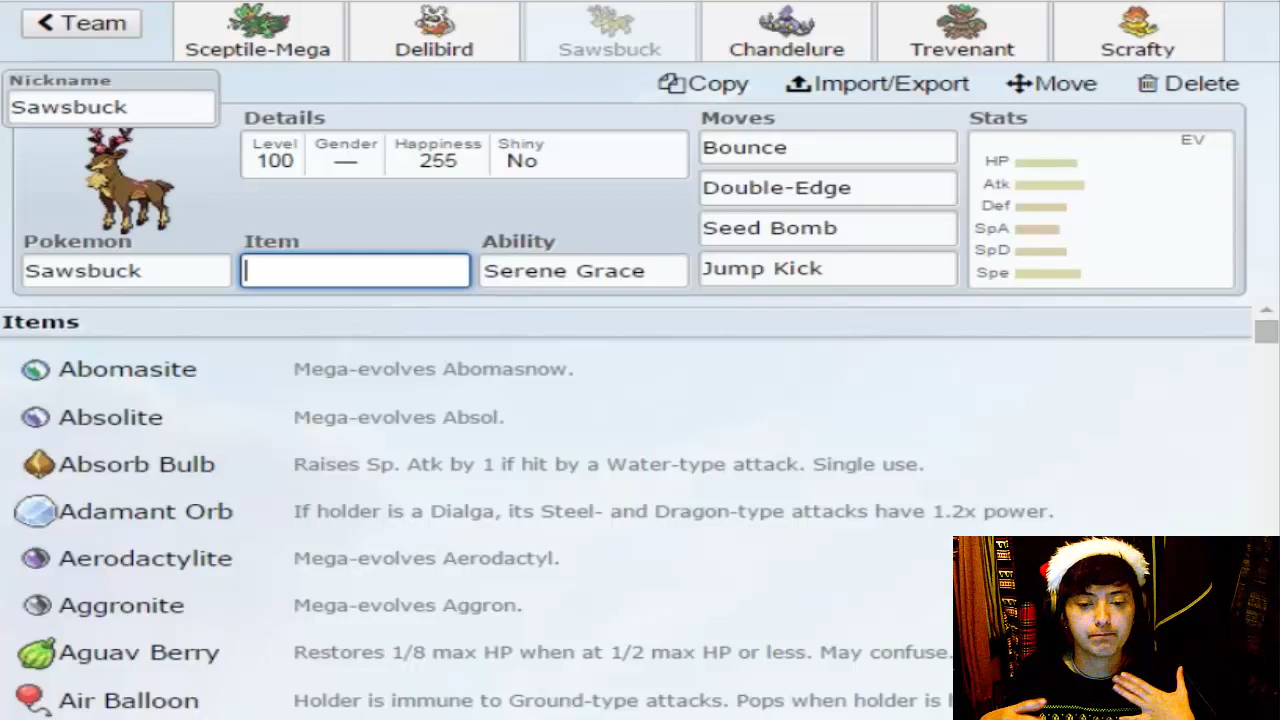 Team
Sceptile-Mega
Delibird
Sawsbuck
Chandelure
Trevenant
Scrafty
Nickname
Sawsbuck
Copy
Import/Export
Move
Delete
Details
Level Gender Happiness Shiny
100 — 255 No
Moves
Bounce
Double-Edge
Seed Bomb
Jump Kick
Stats
EV
HP
Atk
Def
SpA
SpD
Spe
Pokemon
Sawsbuck
Item
Ability
Serene Grace
Items
Abomasite Mega-evolves Abomasnow.
Absolite Mega-evolves Absol.
Absorb Bulb Raises Sp. Atk by 1 if hit by a Water-type attack. Single use.
Adamant Orb If holder is a Dialga, its Steel- and Dragon-type attacks have 1.2x power.
Aerodactylite Mega-evolves Aerodactyl.
Aggronite Mega-evolves Aggron.
Aguav Berry Rstores 1/8 max HP when at 1/2 max HP or less. May confuse.
Air Balloon Holder is immune to Ground-type attacks. Pops when holder is